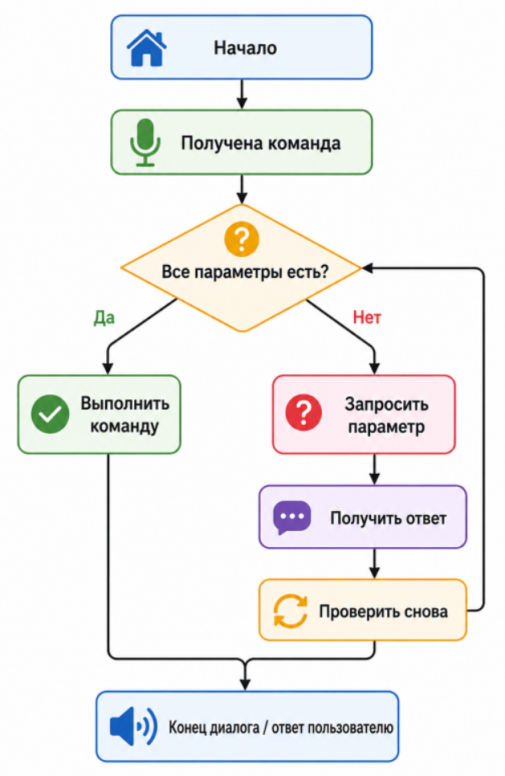 Начало
Получена команда
?
Все параметры есть?
Да
Нет
Выполнить
команду
?
Запросить
параметр
Получить ответ
Проверить снова
Конец диалога / ответ пользователю